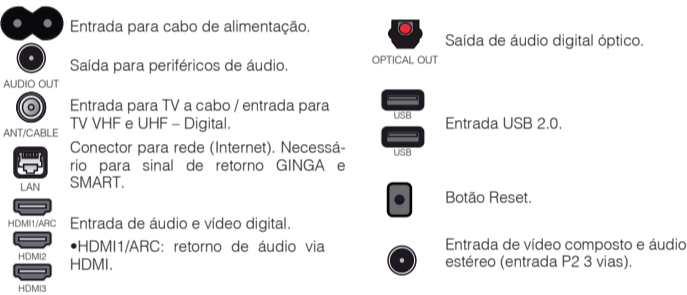 Entrada para cabo de alimentação.
AUDIO OUT
Saída para periféricos de áudio.
ANT/CABLE
Entrada para TV a cabo / entrada para
TV VHF e UHF – Digital.
LAN
Conector para rede (Internet). Necessá-
rio para sinal de retorno GINGA e
SMART.
HDMI1/ARC
HDMI2
HDMI3
Entrada de áudio e vídeo digital.
•HDMI1/ARC: retorno de áudio via
HDMI.
OPTICAL OUT
Saída de áudio digital óptico.
USB
USB
Entrada USB 2.0.
Botão Reset.
Entrada de vídeo composto e áudio
estéreo (entrada P2 3 vias).